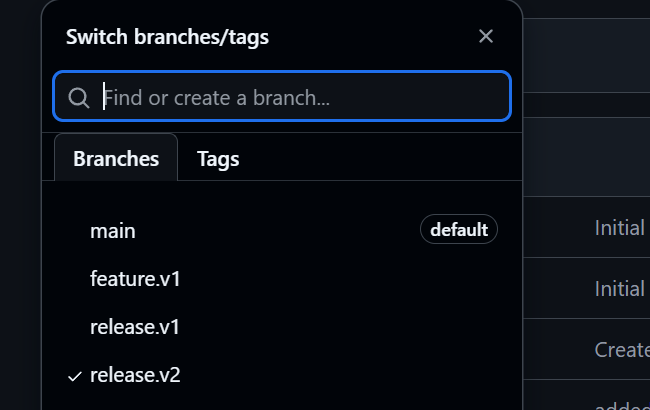 Switch branches/tags
Find or create a branch...
Branches
Tags
main
default
feature.v1
release.v1
release.v2
Initial
Initial
Create
added